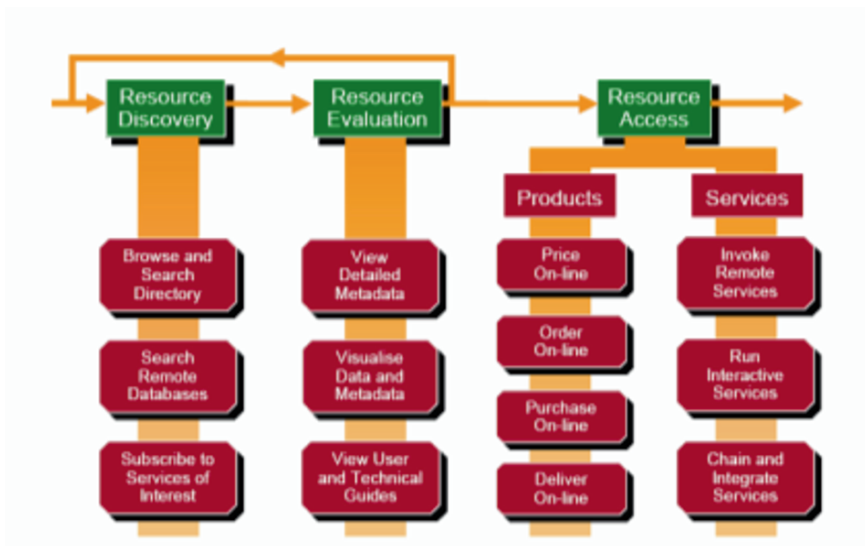 Resource
Discovery
Resource
Evaluation
Resource
Access
Products
Services
Browse and
Search
Directory
Search
Remote
Databases
Subscribe to
Services of
Interest
View
Detailed
Metadata
Visualise
Data and
Metadata
View User
and Technical
Guides
Price
On-line
Order
On-line
Purchase
On-line
Deliver
On-line
Invoke
Remote
Services
Run
Interactive
Services
Chain and
Integrate
Services